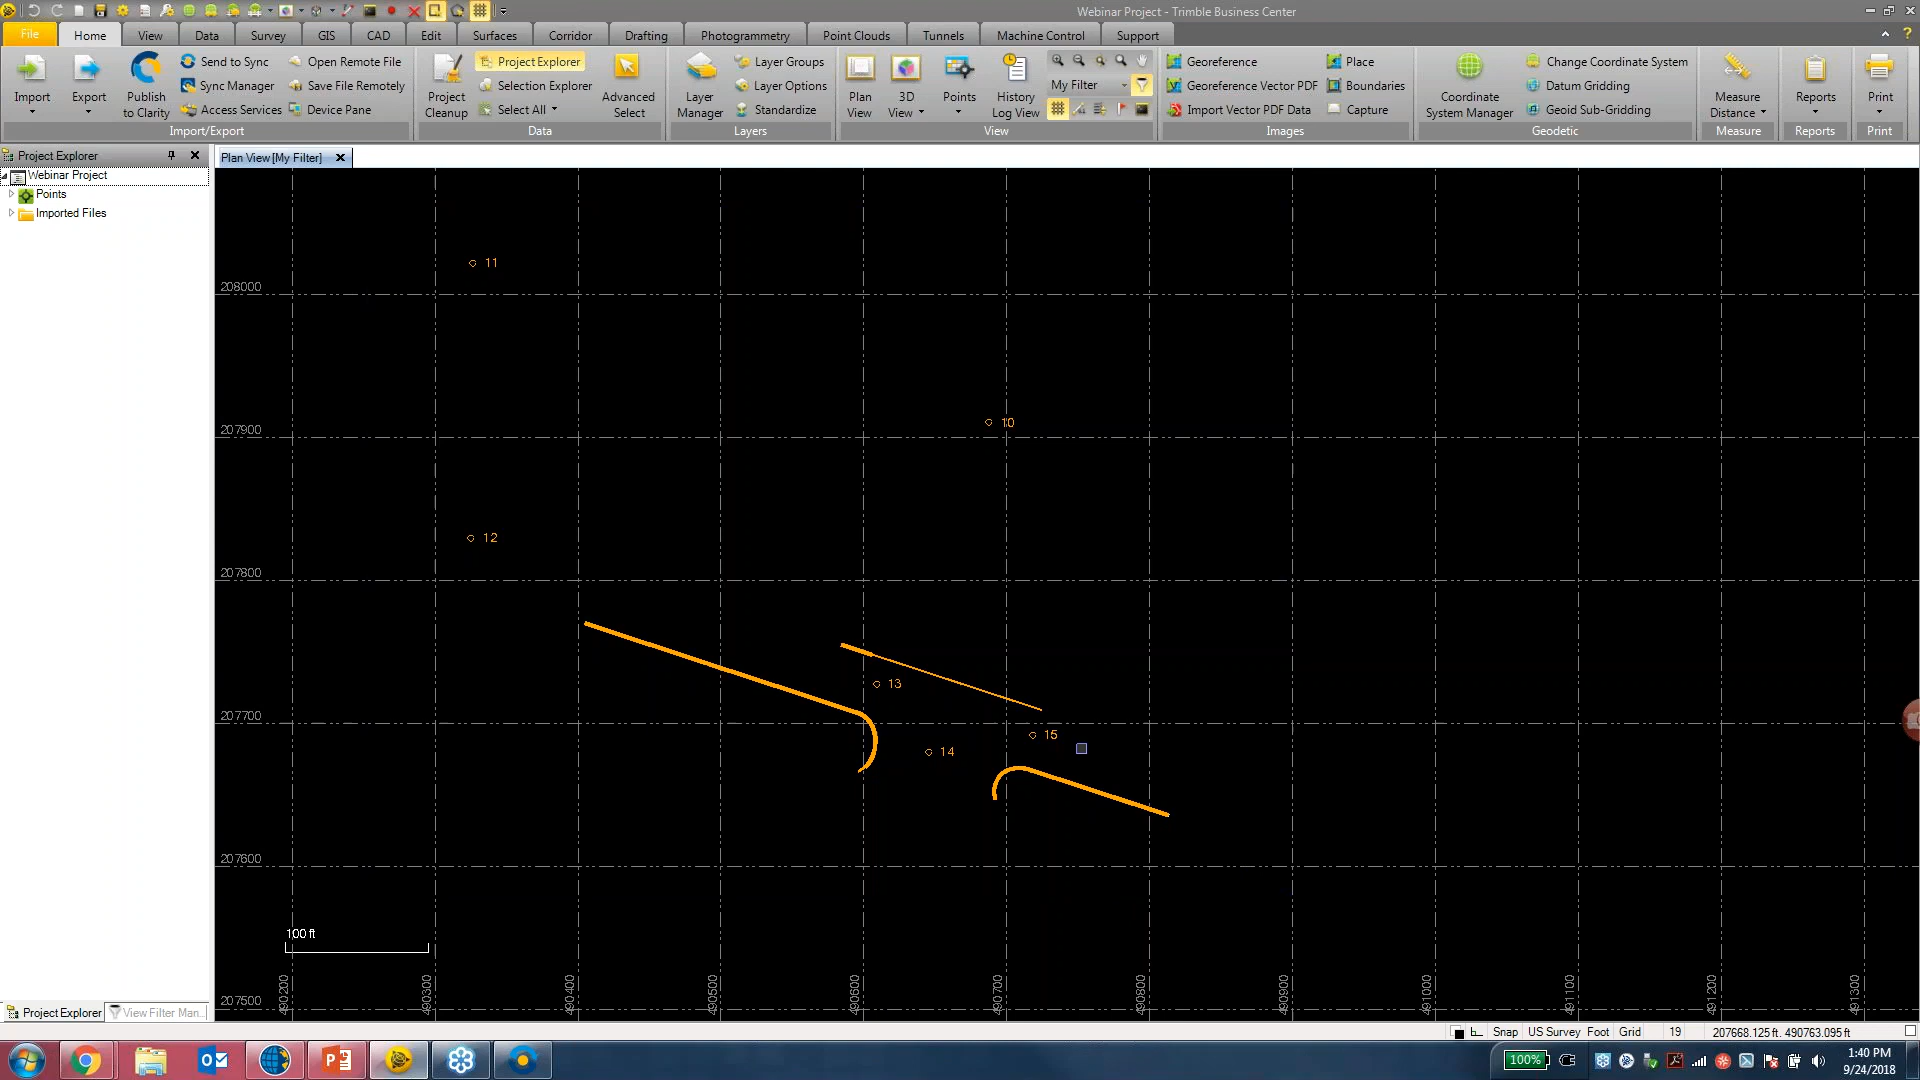 Webinar Project - Trimble Business Center
File Home View Data Survey GIS CAD Edit Surfaces Corridor Drafting Photogrammetry Point Clouds Tunnels Machine Control Support
Import
Export
Publish to Clarity
Send to Sync
Sync Manager
Access Services
Open Remote File
Save File Remotely
Device Pane
Import/Export
Project Cleanup
Project Explorer
Selection Explorer
Select All
Advanced Select
Data
Layer Manager
Layer Groups
Layer Options
Standardize
Layers
Plan View
3D View
Points
History Log View
My Filter
View
Georeference
Georeference Vector PDF
Import Vector PDF Data
Place
Boundaries
Capture
Images
Coordinate System Manager
Change Coordinate System
Datum Gridding
Geoid Sub-Gridding
Geodetic
Measure Distance
Measure
Reports
Reports
Print
Print
Project Explorer
Webinar Project
Points
Imported Files
Plan View [My Filter]
11
208000
10
207900
12
207800
13
207700
15
14
207600
100 ft
207500
490200 490300 490400 490500 490600 490700 490800 490900 491000 491100 491200 491300
Project Explorer View Filter Man...
Snap US Survey Foot Grid 19 207668.125 ft, 490763.095 ft
100%
1:40 PM
9/24/2018